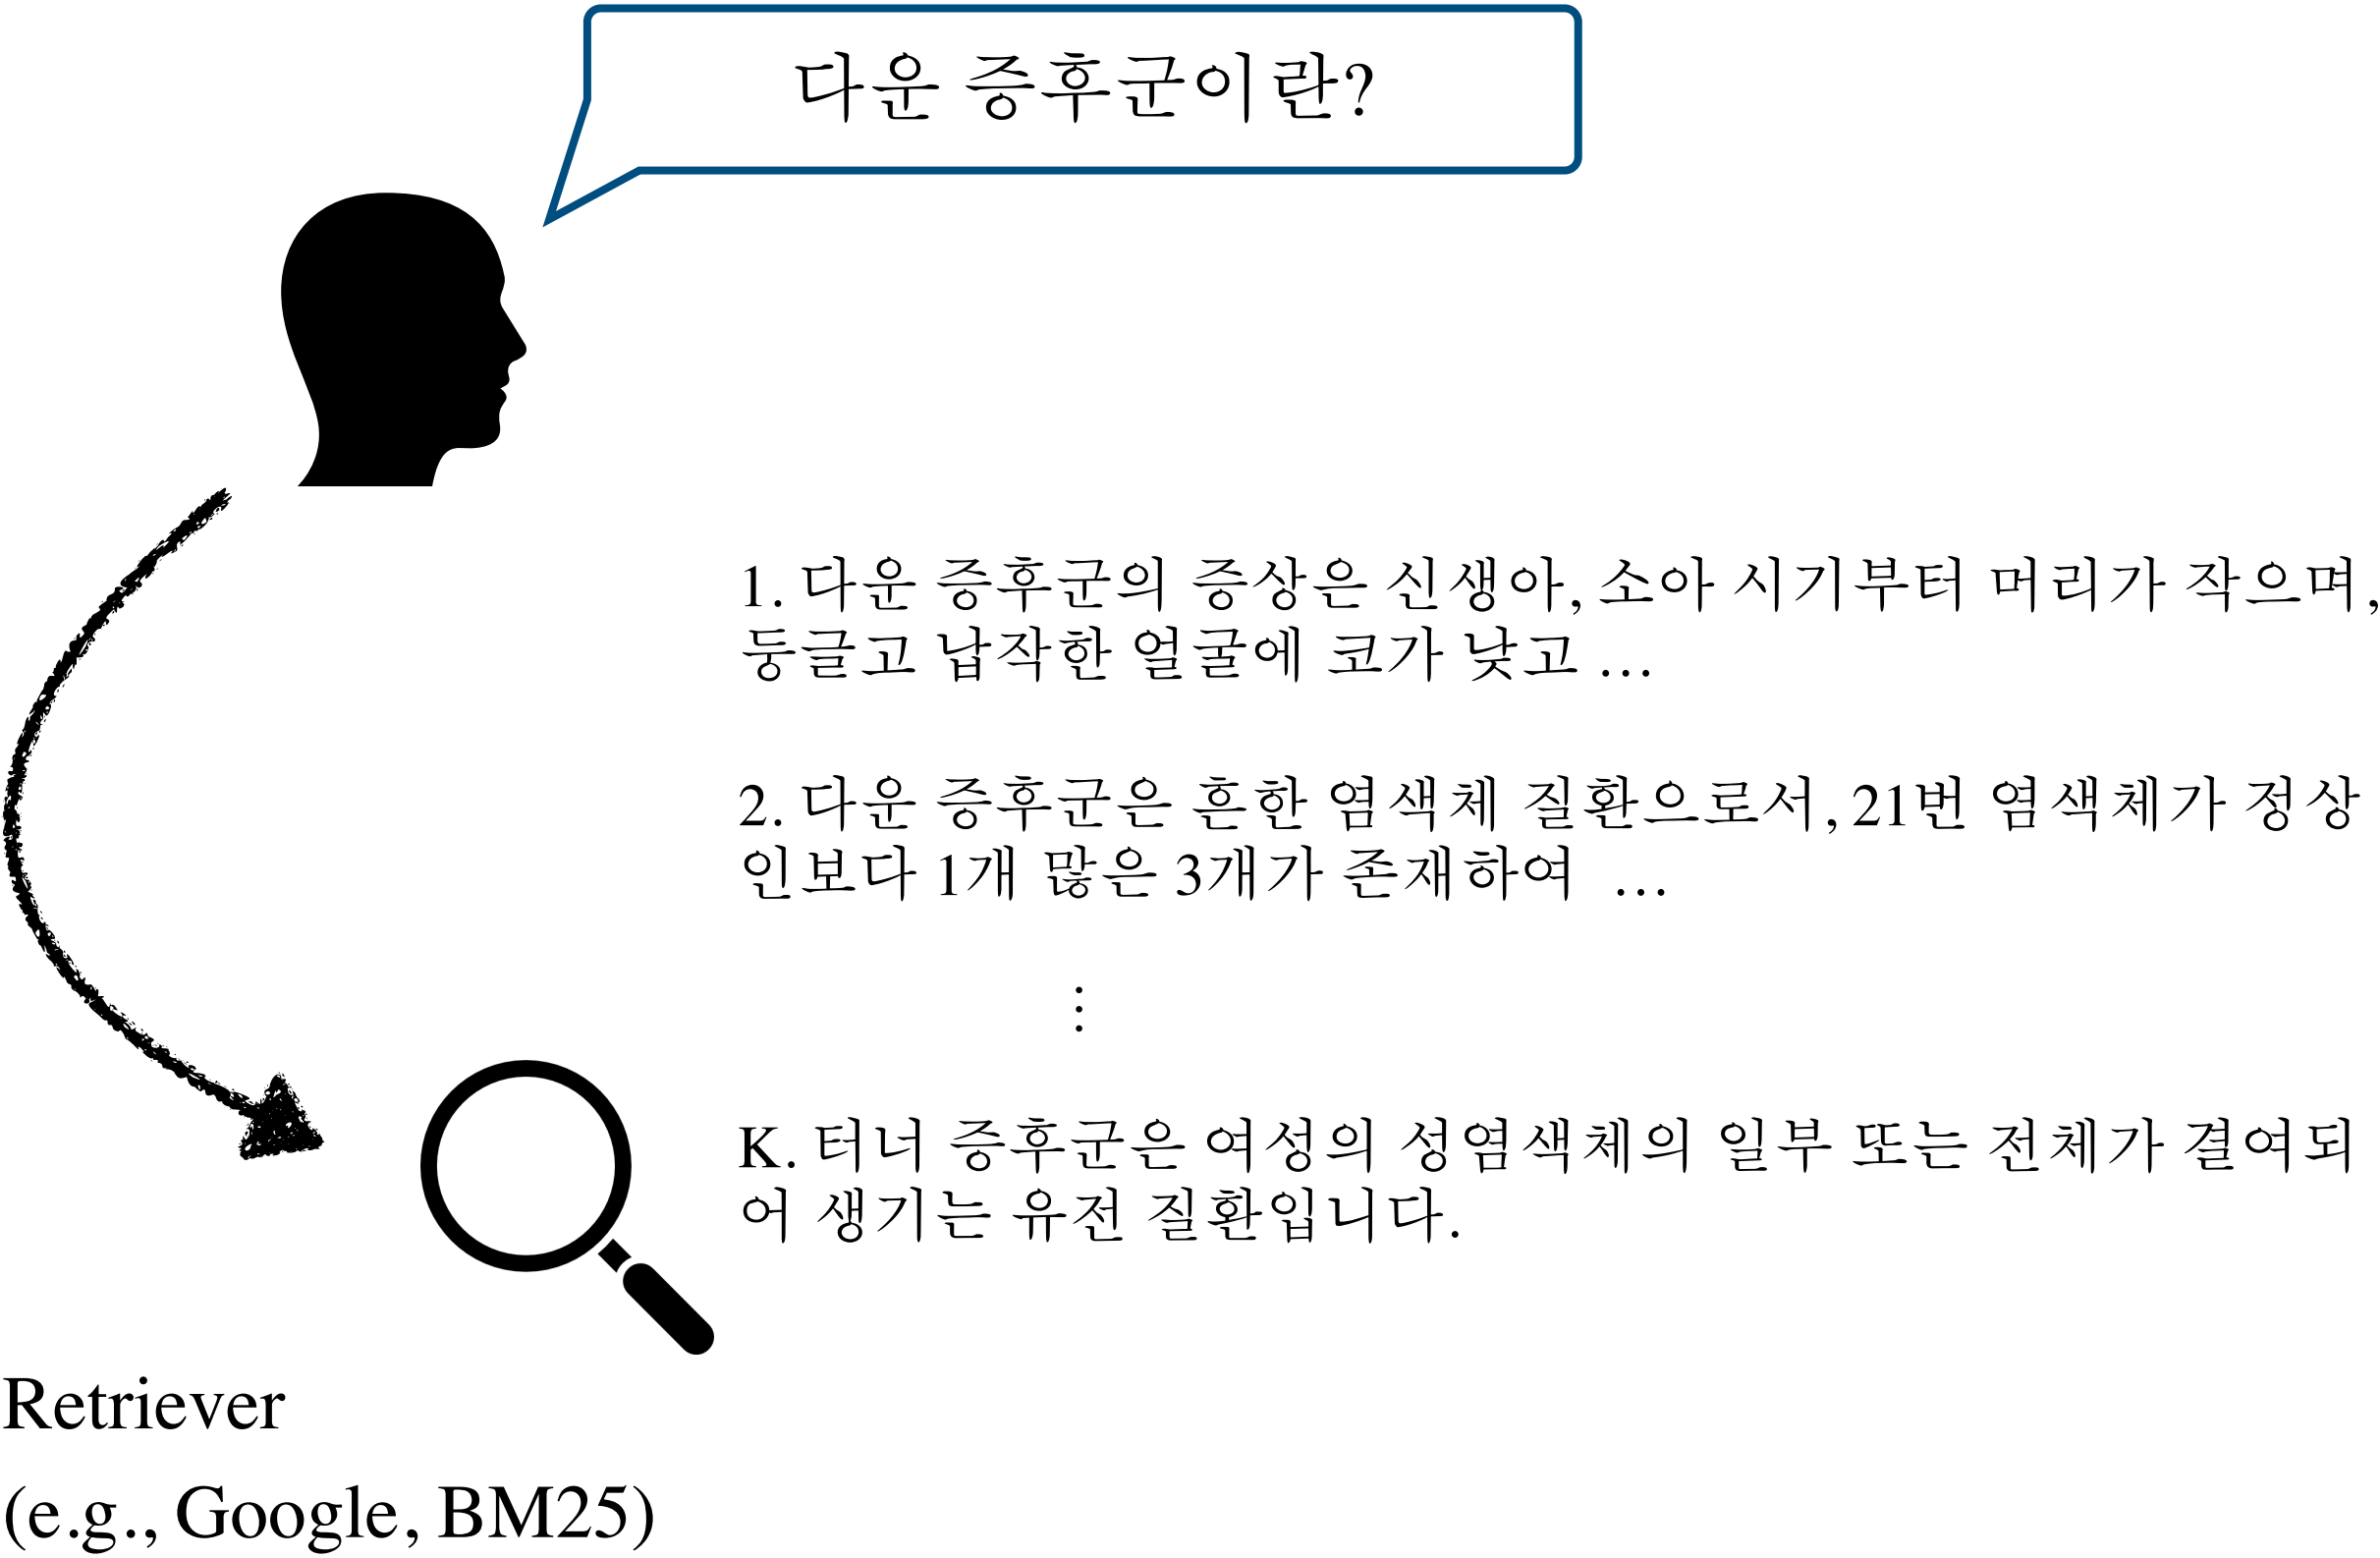 다운 증후군이란?
1. 다운 증후군의 증상은 신생아, 소아 시기부터 머리가 작으며,
둥글고 납작한 얼굴에 코가 낮고 ...
2. 다운증후군은 흔한 염색체 질환으로서, 21번 염색체가 정상
인보다 1개 많은 3개가 존재하여 ...
⋮
K. 터너 증후군은 여성의 성염색체의 일부 또는 전체가 결여되
어 생기는 유전 질환입니다.
Retriever
(e.g., Google, BM25)